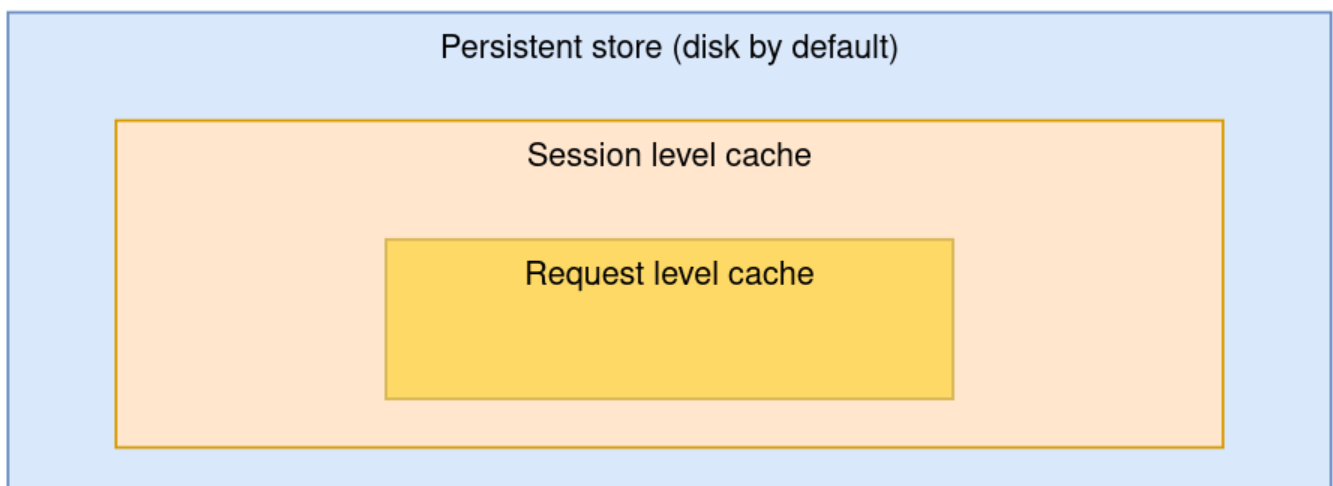 Persistent store (disk by default)
Session level cache
Request level cache